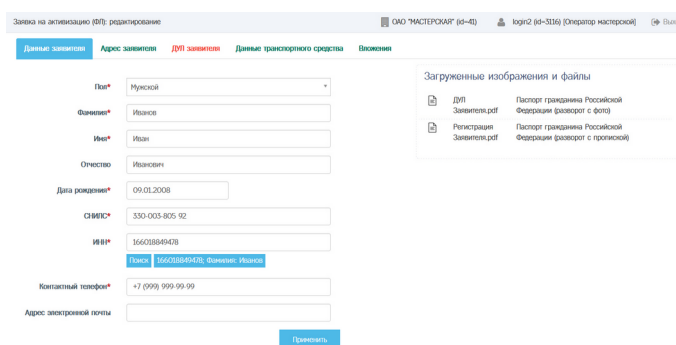 Заявка на активизацию (ФЛ): редактирование
ОАО "МАСТЕРСКАЯ" (id=41)
login2 (id=3116) [Оператор мастерской]
Данные заявителя
Адрес заявителя
ДУЛ заявителя
Данные транспортного средства
Вложения
Загруженные изображения и файлы
Пол*
Мужской
ДУЛ
Заявителя.pdf
Паспорт гражданина Российской
Федерации (разворот с фото)
Фамилия*
Иванов
Регистрация
Заявителя.pdf
Паспорт гражданина Российской
Федерации (разворот с пропиской)
Имя*
Иван
Отчество
Иванович
Дата рождения*
09.01.2008
СНИЛС*
330-003-805 92
ИНН*
166018849478
Поиск
166018849478; Фамилия: Иванов
Контактный телефон*
+7 (999) 999-99-99
Адрес электронной почты
Применить